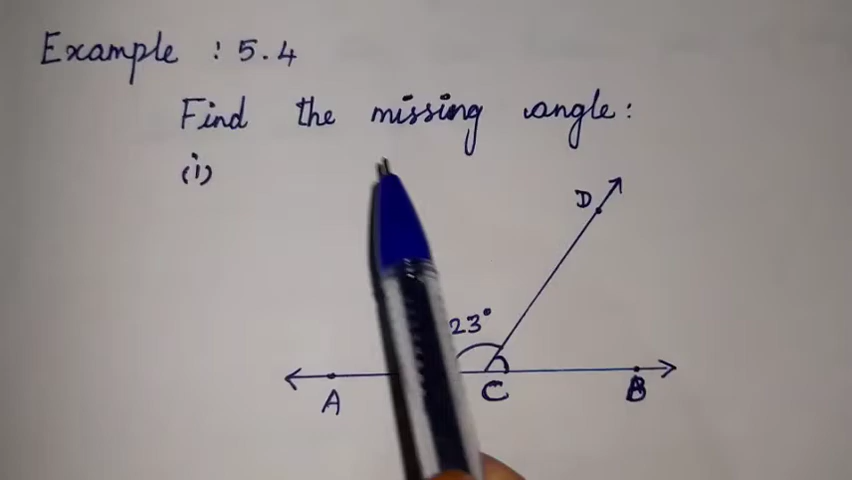 Example : 5.4
Find the missing angle:
(i)
D
23°
A
C
B